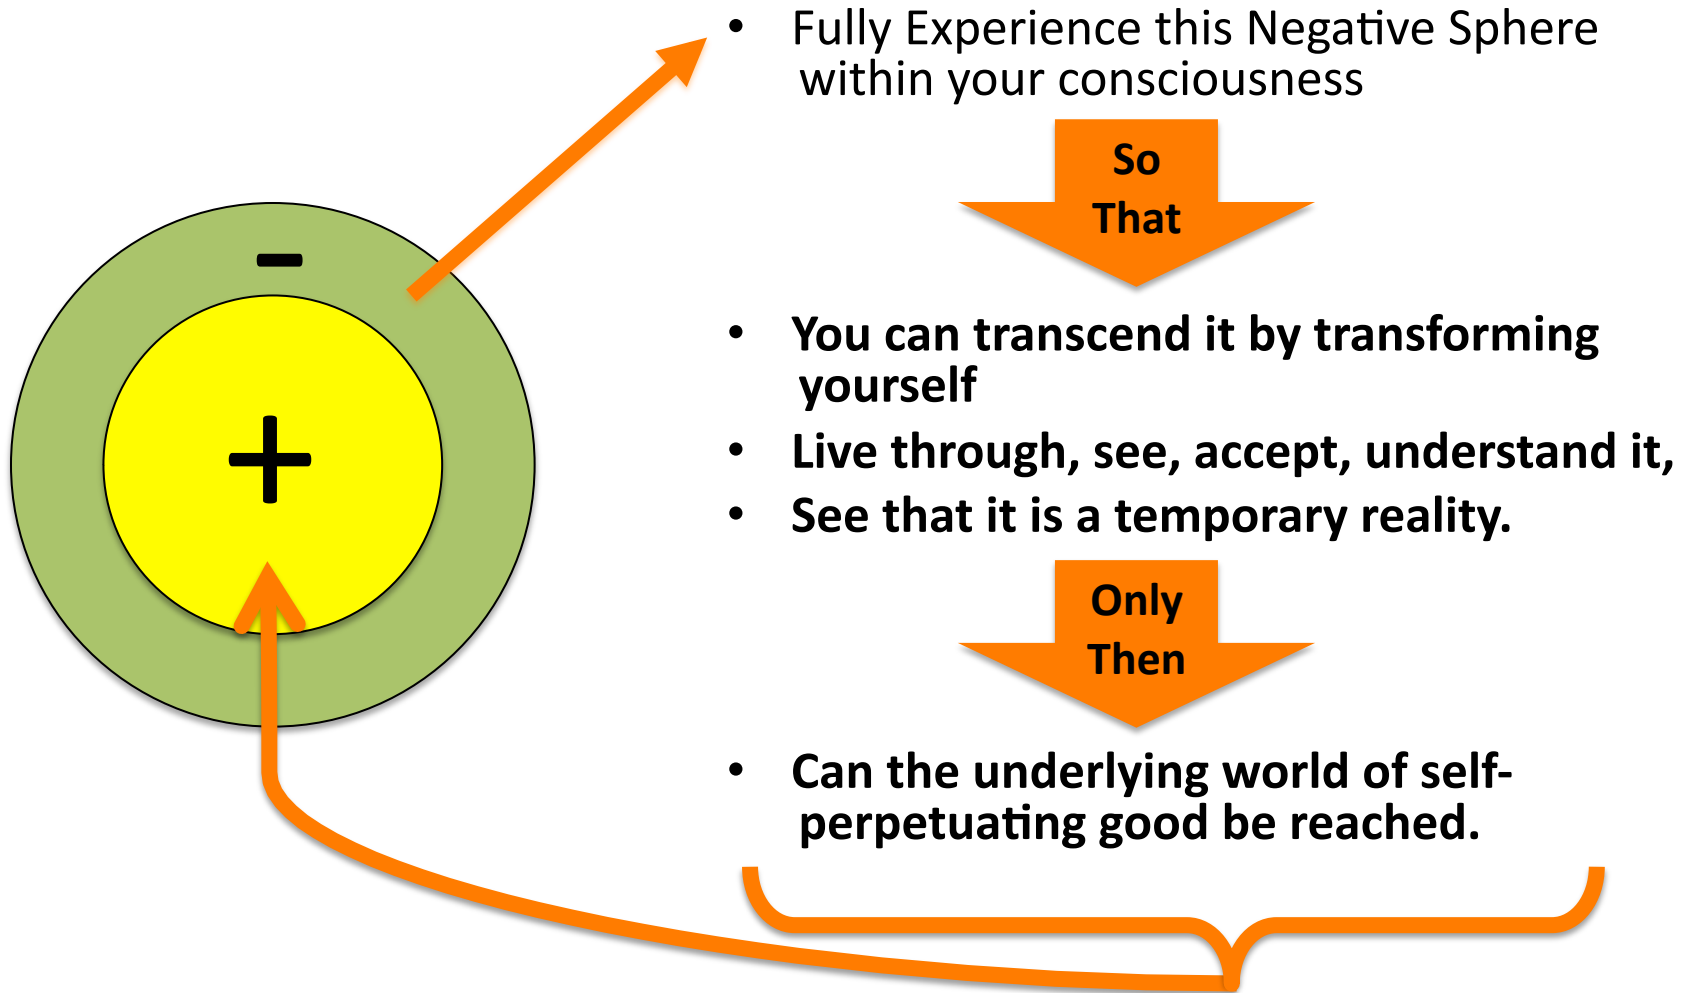 • Fully Experience this Negative Sphere
within your consciousness
So
That
-
• You can transcend it by transforming
yourself
• Live through, see, accept, understand it,
+
• See that it is a temporary reality.
Only
Then
• Can the underlying world of self-
perpetuating good be reached.